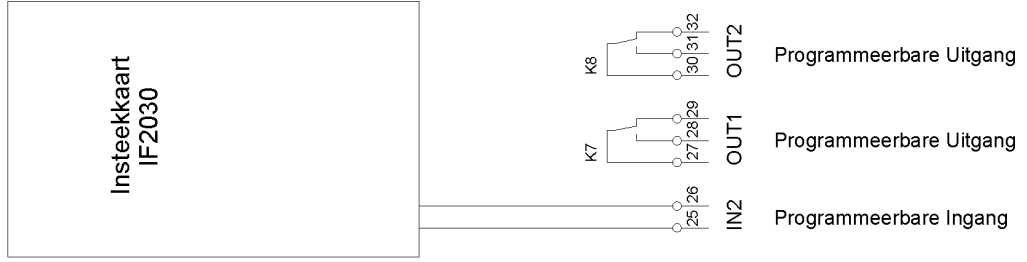 Insteekkaart
IF2030
K8
32
31
30
OUT2
Programmeerbare Uitgang
K7
29
28
27
OUT1
Programmeerbare Uitgang
26
25
IN2
Programmeerbare Ingang